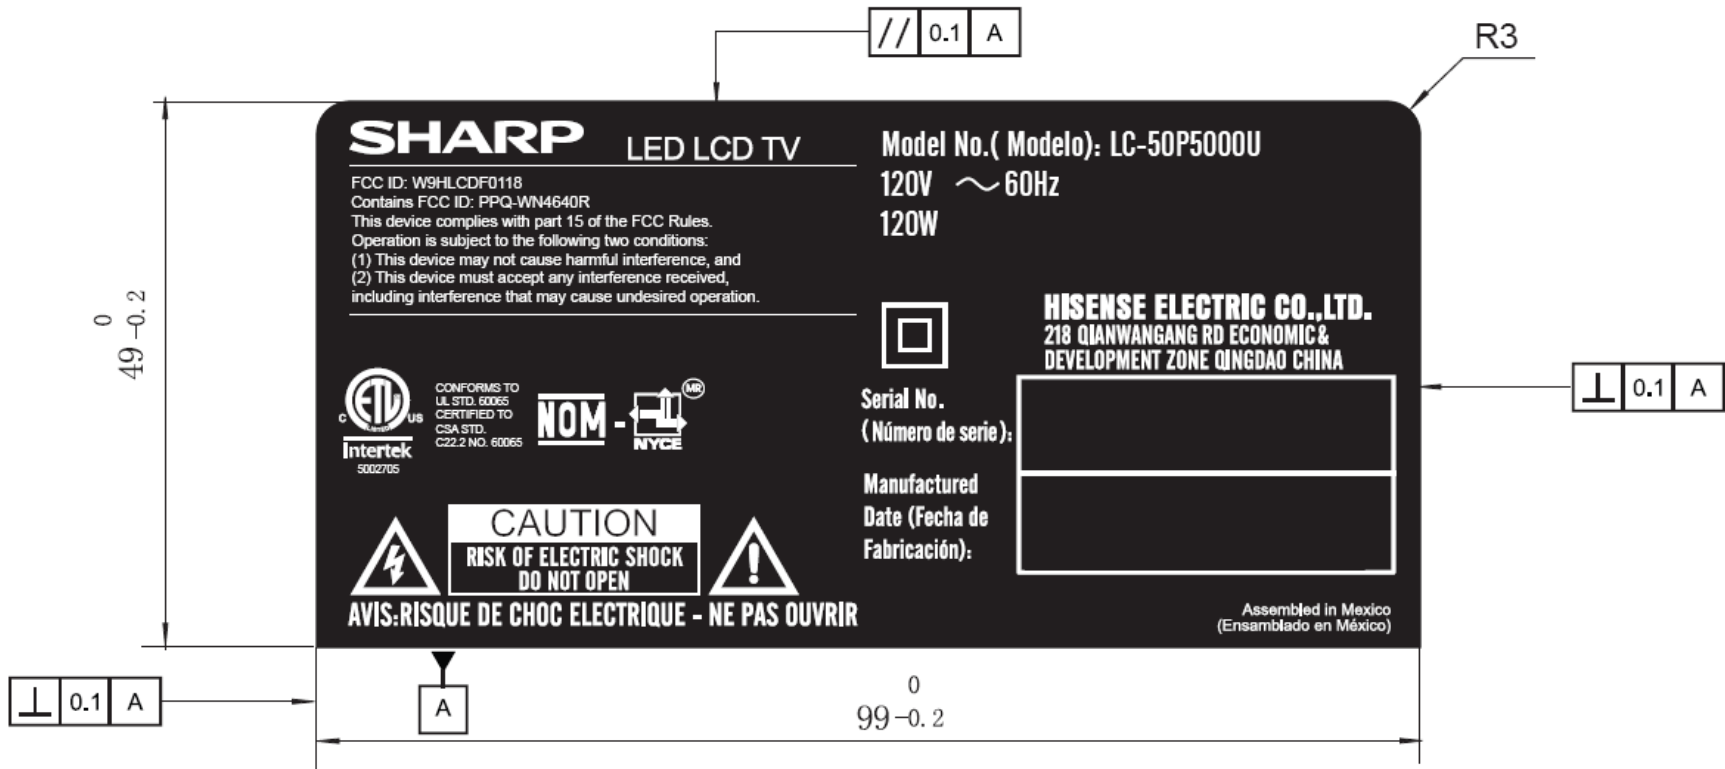 // 0.1 A
R3
SHARP LED LCD TV
FCC ID: W9HLCDF0118
Contains FCC ID: PPQ-WN4640R
This device complies with part 15 of the FCC Rules.
Operation is subject to the following two conditions:
(1) This device may not cause harmful interference, and
(2) This device must accept any interference received,
including interference that may cause undesired operation.
Model No.( Modelo): LC-50P5000U
120V ～ 60Hz
120W
HISENSE ELECTRIC CO.,LTD.
218 QIANWANGANG RD ECONOMIC&
DEVELOPMENT ZONE QINGDAO CHINA
0
49-0.2
C ETL US
LISTED
Intertek
5002705
CONFORMS TO
UL STD. 60065
CERTIFIED TO
CSA STD.
C22.2 NO. 60065
NOM - NYCE MR
Serial No.
(Número de serie):
Manufactured
Date (Fecha de
Fabricación):
⊥ 0.1 A
CAUTION
RISK OF ELECTRIC SHOCK
DO NOT OPEN
!
AVIS:RISQUE DE CHOC ELECTRIQUE - NE PAS OUVRIR
Assembled in Mexico
(Ensamblado en México)
⊥ 0.1 A
A
0
99-0.2